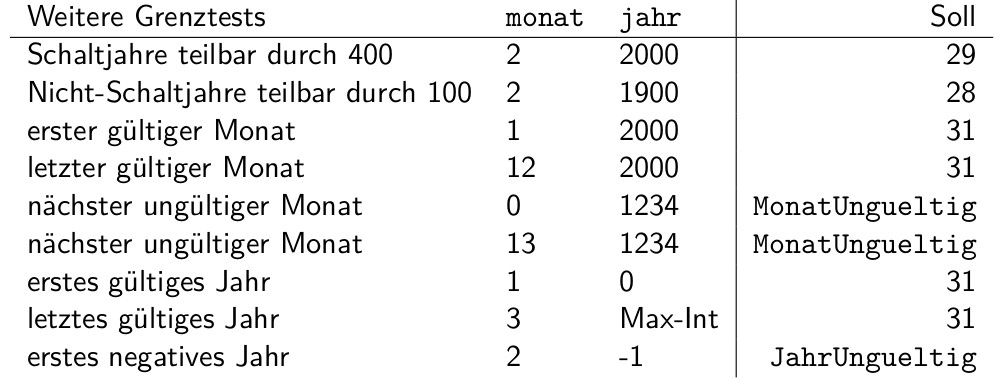 Weitere Grenztests monat jahr Soll
Schaltjahre teilbar durch 400 2 2000 29
Nicht-Schaltjahre teilbar durch 100 2 1900 28
erster gültiger Monat 1 2000 31
letzter gültiger Monat 12 2000 31
nächster ungültiger Monat 0 1234 MonatUngueltig
nächster ungültiger Monat 13 1234 MonatUngueltig
erstes gültiges Jahr 1 0 31
letztes gültiges Jahr 3 Max-Int 31
erstes negatives Jahr 2 -1 JahrUngueltig